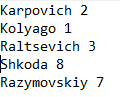 Karpovich 2
Kolyago 1
Raltsevich 3
Shkoda 8
Razymovskiy 7